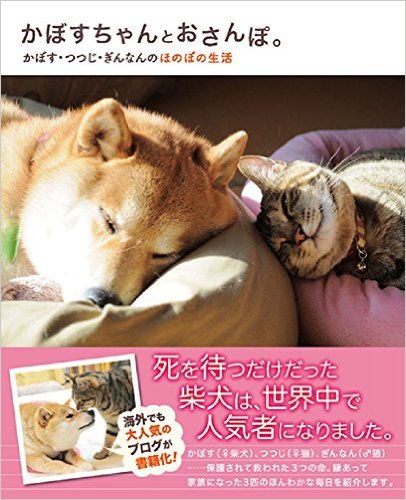 かぼすちゃんとおさんぽ。
かぼす・つつじ・ぎんなんのほのぼの生活
死を待つだけだった
柴犬は、世界中で
人気者になりました。
海外でも
大人気の
ブログが
書籍化!
かぼす(♀柴犬)、つつじ(♀猫)、ぎんなん(♂猫)
……保護されて救われた3つの命。縁あって
家族になった3匹のほんわかな毎日を紹介します。